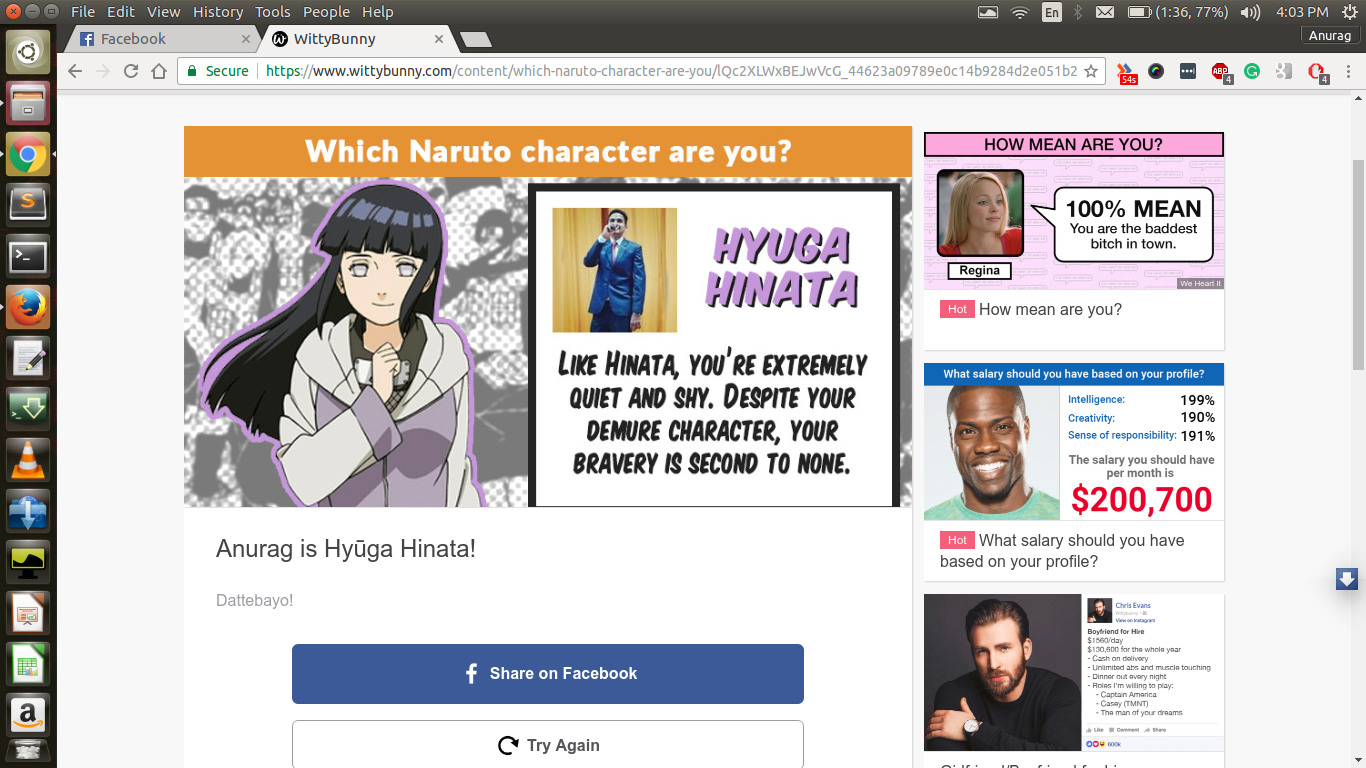 File Edit View History Tools People Help
En
(1:36, 77%)
4:03 PM
Facebook
WittyBunny
Anurag
Secure
https://www.wittybunny.com/content/which-naruto-character-are-you/lQc2XLWxBEJwVcG_44623a09789e0c14b9284d2e051b2
54s
ABP
4
4
Which Naruto character are you?
HYUGA
HINATA
LIKE HINATA, YOU'RE EXTREMELY
QUIET AND SHY. DESPITE YOUR
DEMURE CHARACTER, YOUR
BRAVERY IS SECOND TO NONE.
Anurag is Hyūga Hinata!
Dattebayo!
Share on Facebook
Try Again
HOW MEAN ARE YOU?
100% MEAN
You are the baddest
bitch in town.
Regina
We Heart It
Hot How mean are you?
What salary should you have based on your profile?
Intelligence: 199%
Creativity: 190%
Sense of responsibility: 191%
The salary you should have
per month is
$200,700
Hot What salary should you have
based on your profile?
Chris Evans
View on Instagram
Boyfriend for Hire
$1560/day
$130,600 for the whole year
- Cash on delivery
- Unlimited abs and muscle touching
- Dinner out every night
- Roles I'm willing to play:
- Captain America
- Casey (TMNT)
- The man of your dreams
Like Comment Share
600k